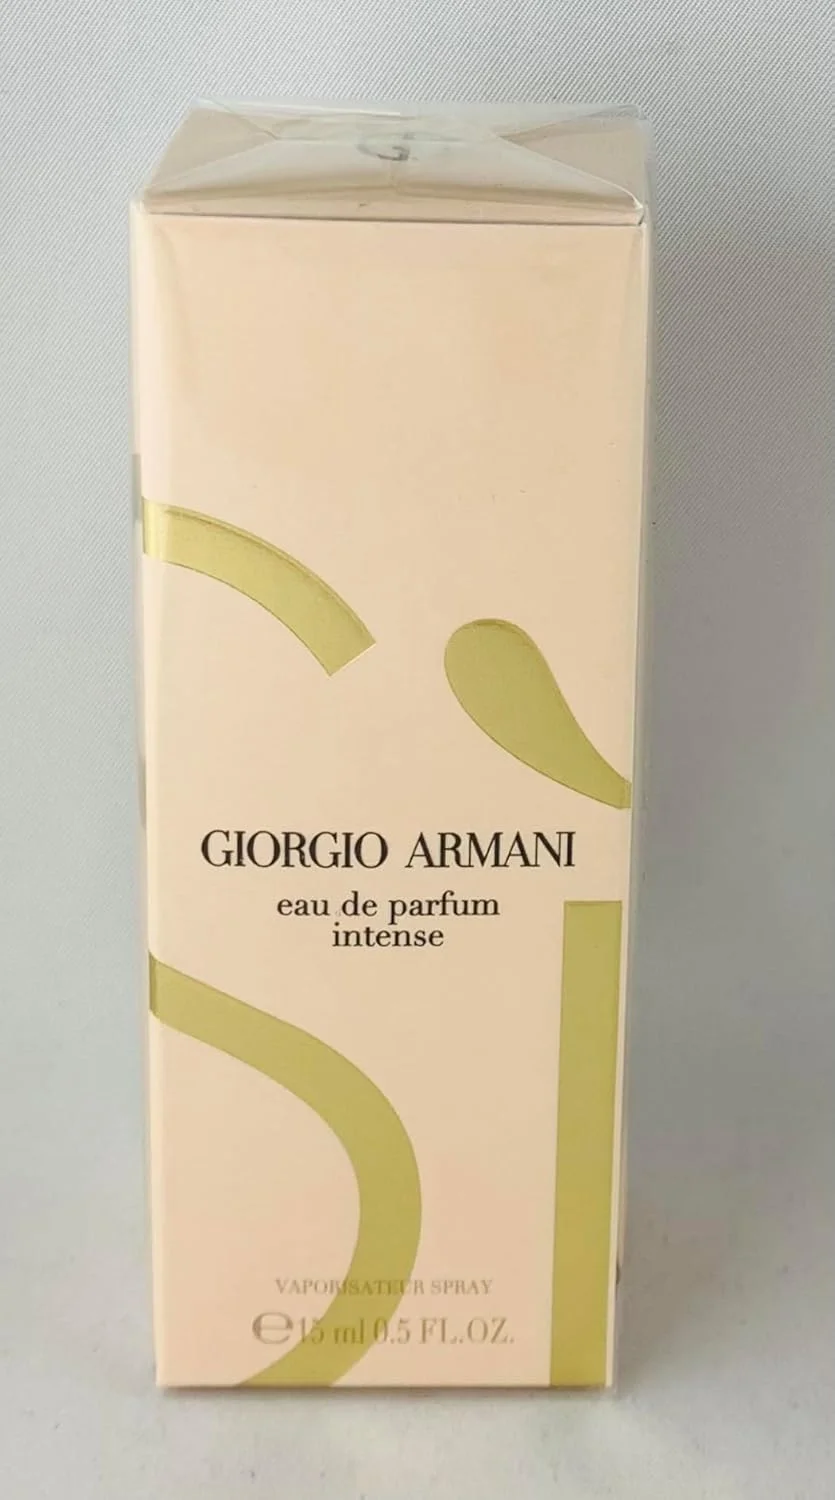 GIORGIO ARMANI
eau de parfum
intense
VAPORISATEUR SPRAY
℮15 ml 0.5 FL.OZ.